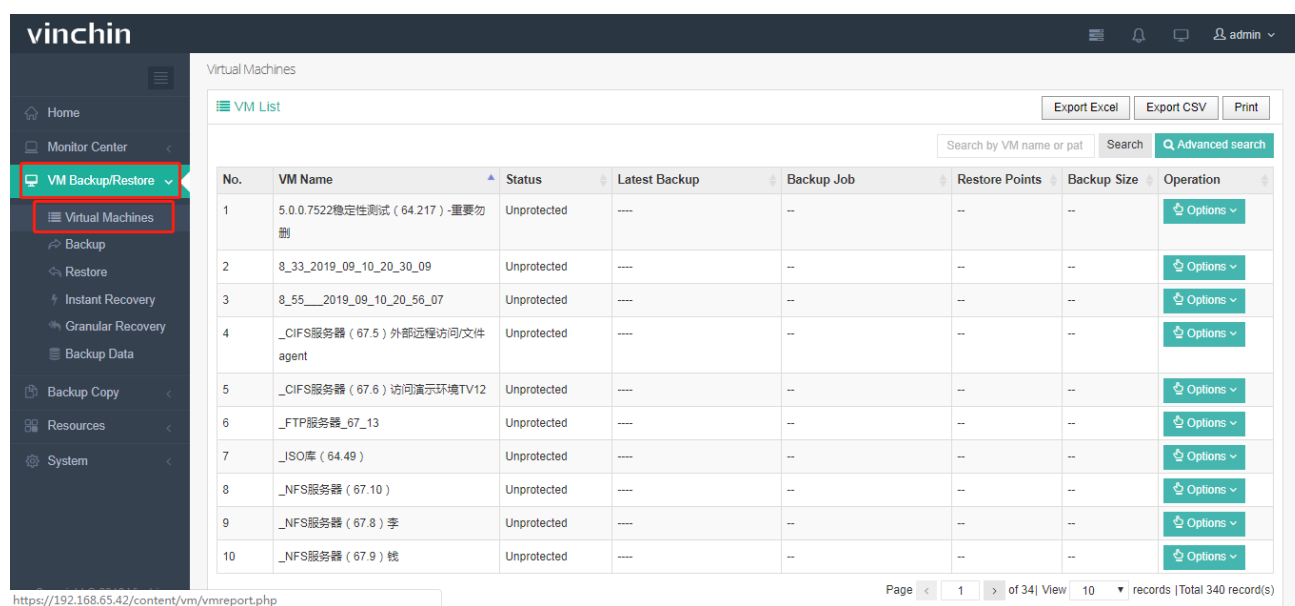 vinchin
admin
Virtual Machines
Home
Monitor Center
VM Backup/Restore
Virtual Machines
Backup
Restore
Instant Recovery
Granular Recovery
Backup Data
Backup Copy
Resources
System
VM List
Export Excel Export CSV Print
Search by VM name or pat Search Advanced search
No. VM Name Status Latest Backup Backup Job Restore Points Backup Size Operation
1 5.0.0.7522稳定性测试（64.217）-重要勿 Unprotected ---- -- -- -- Options
删
2 8_33_2019_09_10_20_30_09 Unprotected ---- -- -- -- Options
3 8_55___2019_09_10_20_56_07 Unprotected ---- -- -- -- Options
4 _CIFS服务器（67.5）外部远程访问/文件 Unprotected ---- -- -- -- Options
agent
5 _CIFS服务器（67.6）访问演示环境TV12 Unprotected ---- -- -- -- Options
6 _FTP服务器_67_13 Unprotected ---- -- -- -- Options
7 _ISO库（64.49） Unprotected ---- -- -- -- Options
8 _NFS服务器（67.10） Unprotected ---- -- -- -- Options
9 _NFS服务器（67.8）李 Unprotected ---- -- -- -- Options
10 _NFS服务器（67.9）钱 Unprotected ---- -- -- -- Options
Page 1 of 34| View 10 records |Total 340 record(s)
https://192.168.65.42/content/vm/vmreport.php